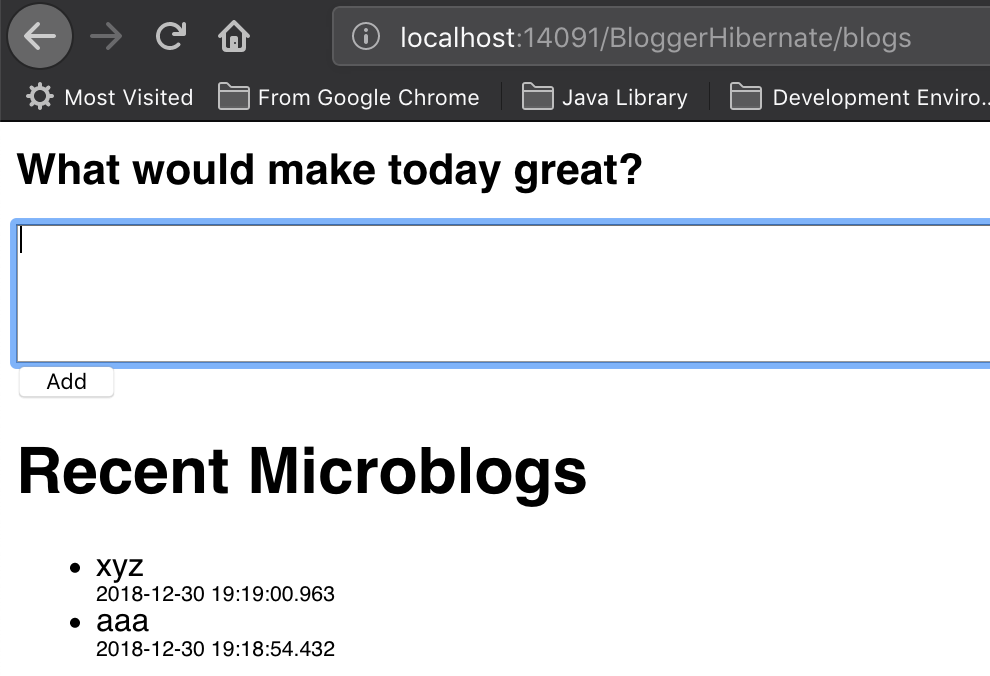 localhost:14091/BloggerHibernate/blogs
Most Visited From Google Chrome Java Library Development Enviro..
What would make today great?
Add
Recent Microblogs
xyz
2018-12-30 19:19:00.963
aaa
2018-12-30 19:18:54.432